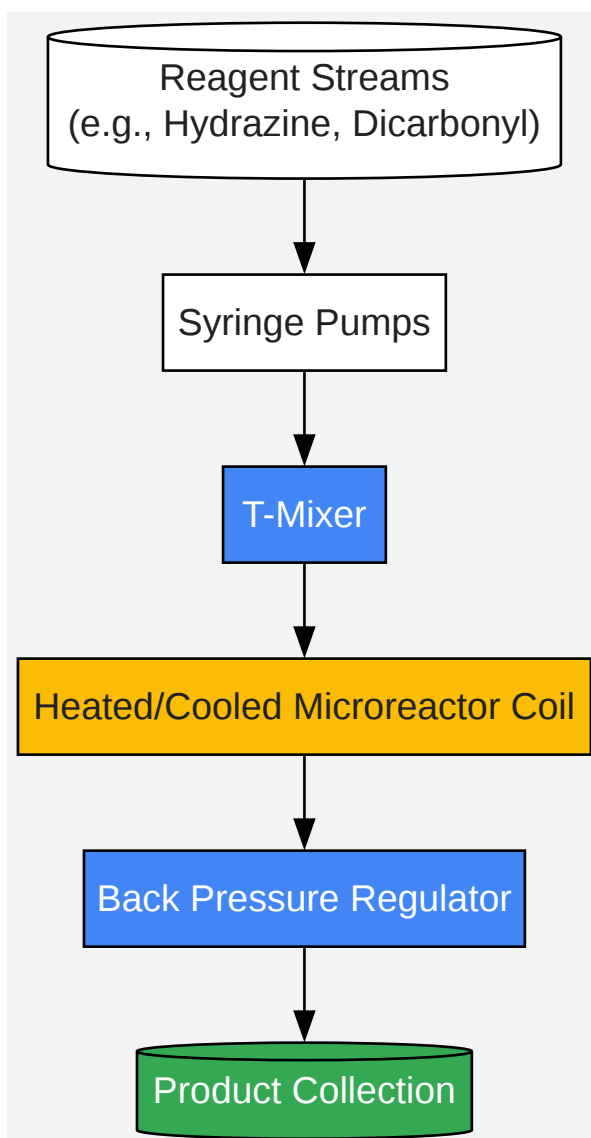 Reagent Streams
(e.g., Hydrazine, Dicarbonyl)
Syringe Pumps
T-Mixer
Heated/Cooled Microreactor Coil
Back Pressure Regulator
Product Collection